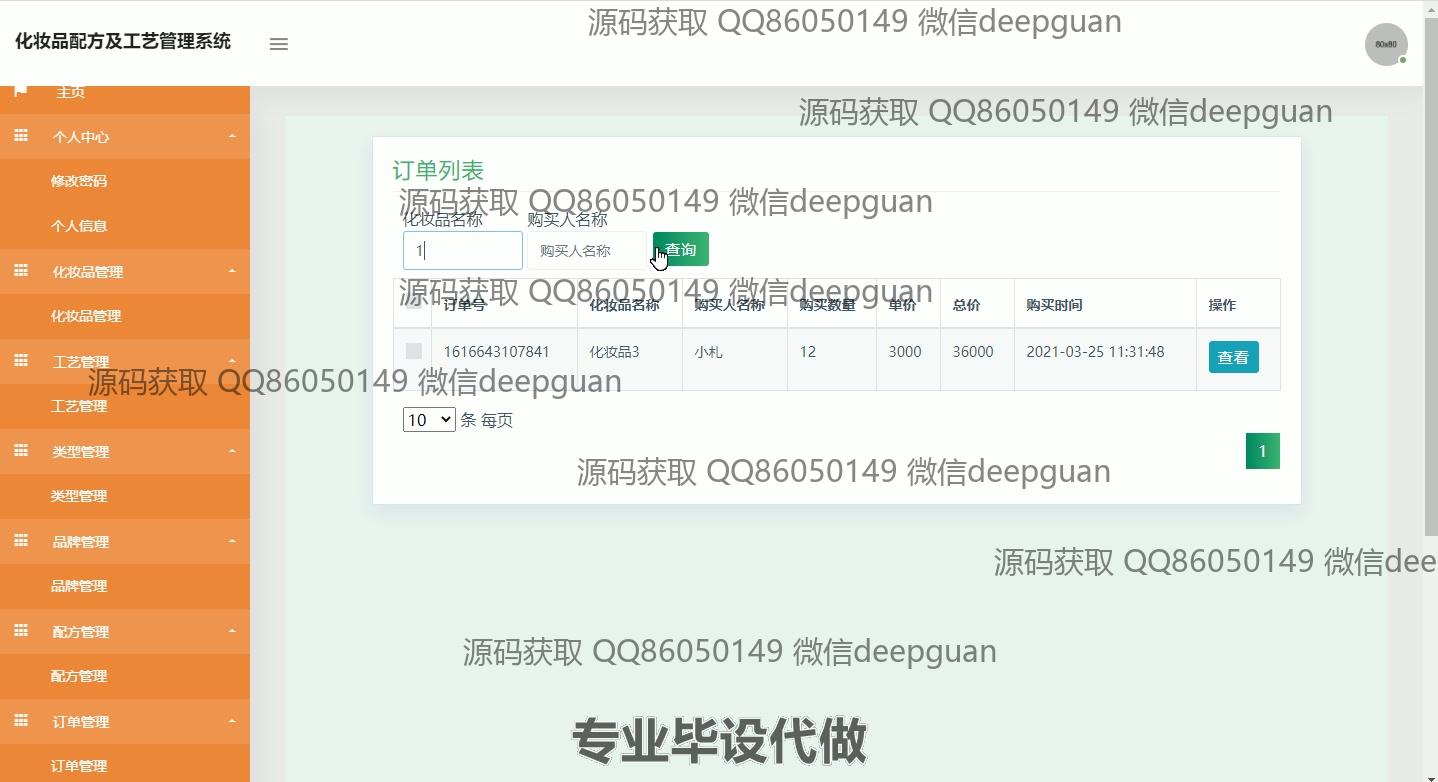 源码获取 QQ86050149 微信deepguan
化妆品配方及工艺管理系统
80x80
主页
源码获取 QQ86050149 微信deepguan
个人中心
修改密码
个人信息
化妆品管理
化妆品管理
工艺管理
工艺管理
类型管理
类型管理
品牌管理
品牌管理
配方管理
配方管理
订单管理
订单管理
订单列表
源码获取 QQ86050149 微信deepguan
化妆品名称 购买人名称
1 购买人名称 查询
源码获取 QQ86050149 微信deepguan
订单号 化妆品名称 购买人名称 购买数量 单价 总价 购买时间 操作
1616643107841 化妆品3 小札 12 3000 36000 2021-03-25 11:31:48 查看
源码获取 QQ86050149 微信deepguan
10 条 每页
1
源码获取 QQ86050149 微信deepguan
源码获取 QQ86050149 微信dee
源码获取 QQ86050149 微信deepguan
专业毕设代做